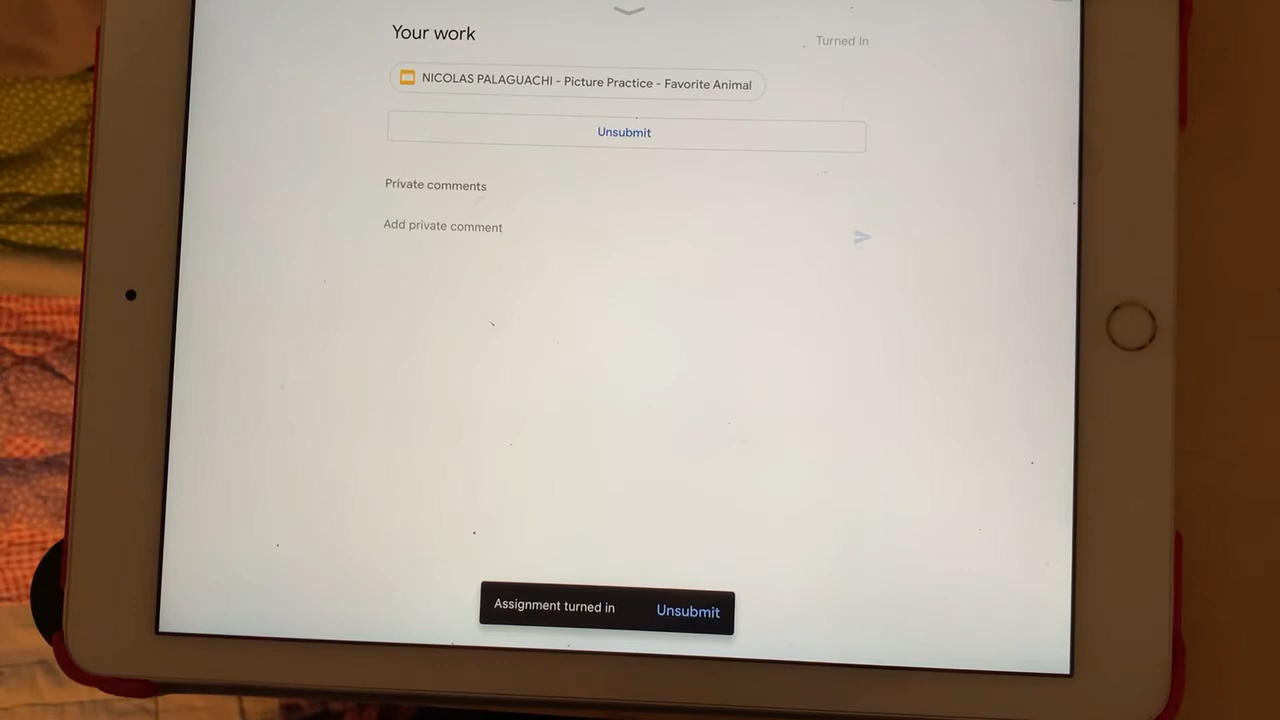 Your work
Turned In
NICOLAS PALAGUACHI - Picture Practice - Favorite Animal
Unsubmit
Private comments
Add private comment
Assignment turned in Unsubmit